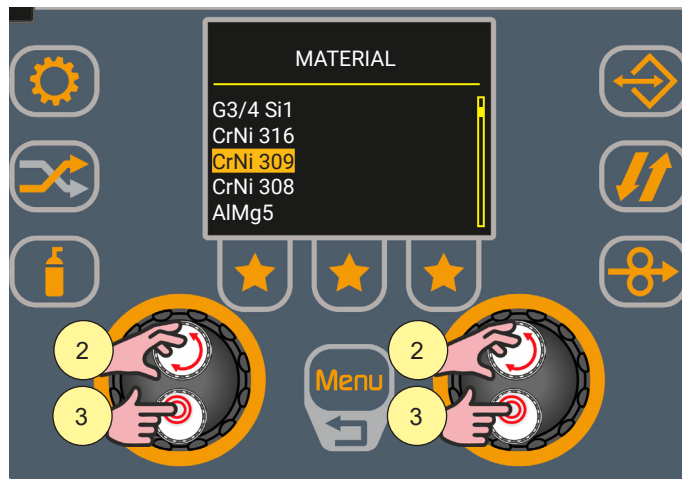 MATERIAL
G3/4 Si1
CrNi 316
CrNi 309
CrNi 308
AlMg5
2
2
Menu
3
3